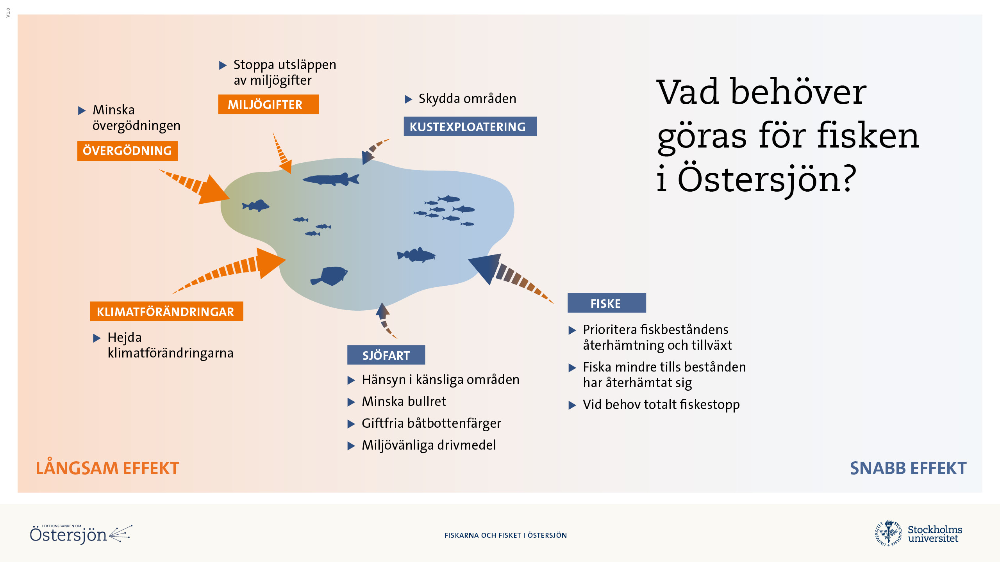 V1.0
Vad behöver
göras för fisken
i Östersjön?
Stoppa utsläppen
av miljögifter
MILJÖGIFTER
Skydda områden
KUSTEXPLOATERING
Minska
övergödningen
ÖVERGÖDNING
KLIMATFÖRÄNDRINGAR
Hejda
klimatförändringarna
SJÖFART
Hänsyn i känsliga områden
Minska bullret
Giftfria båtbottenfärger
Miljövänliga drivmedel
FISKE
Prioritera fiskbeståndens
återhämtning och tillväxt
Fiska mindre tills bestånden
har återhämtat sig
Vid behov totalt fiskestopp
LÅNGSAM EFFEKT
SNABB EFFEKT
LEKTIONSBANKEN OM
Östersjön
FISKARNA OCH FISKET I ÖSTERSJÖN
STOCKHOLMS UNIVERSITET
Stockholms
universitet